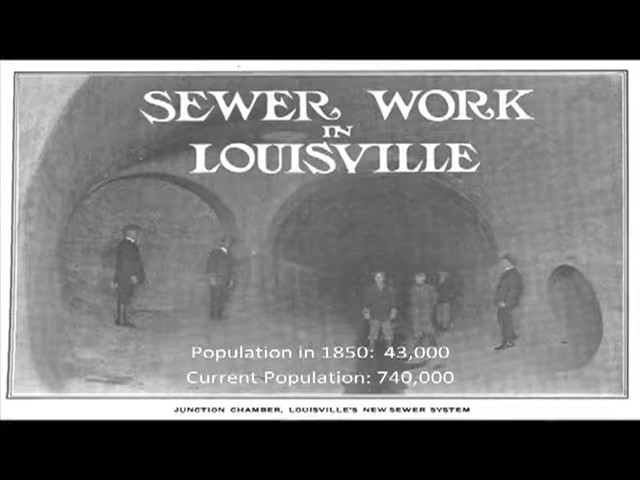 SEWER WORK
IN
LOUISVILLE
Population in 1850: 43,000
Current Population: 740,000
JUNCTION CHAMBER, LOUISVILLE'S NEW SEWER SYSTEM